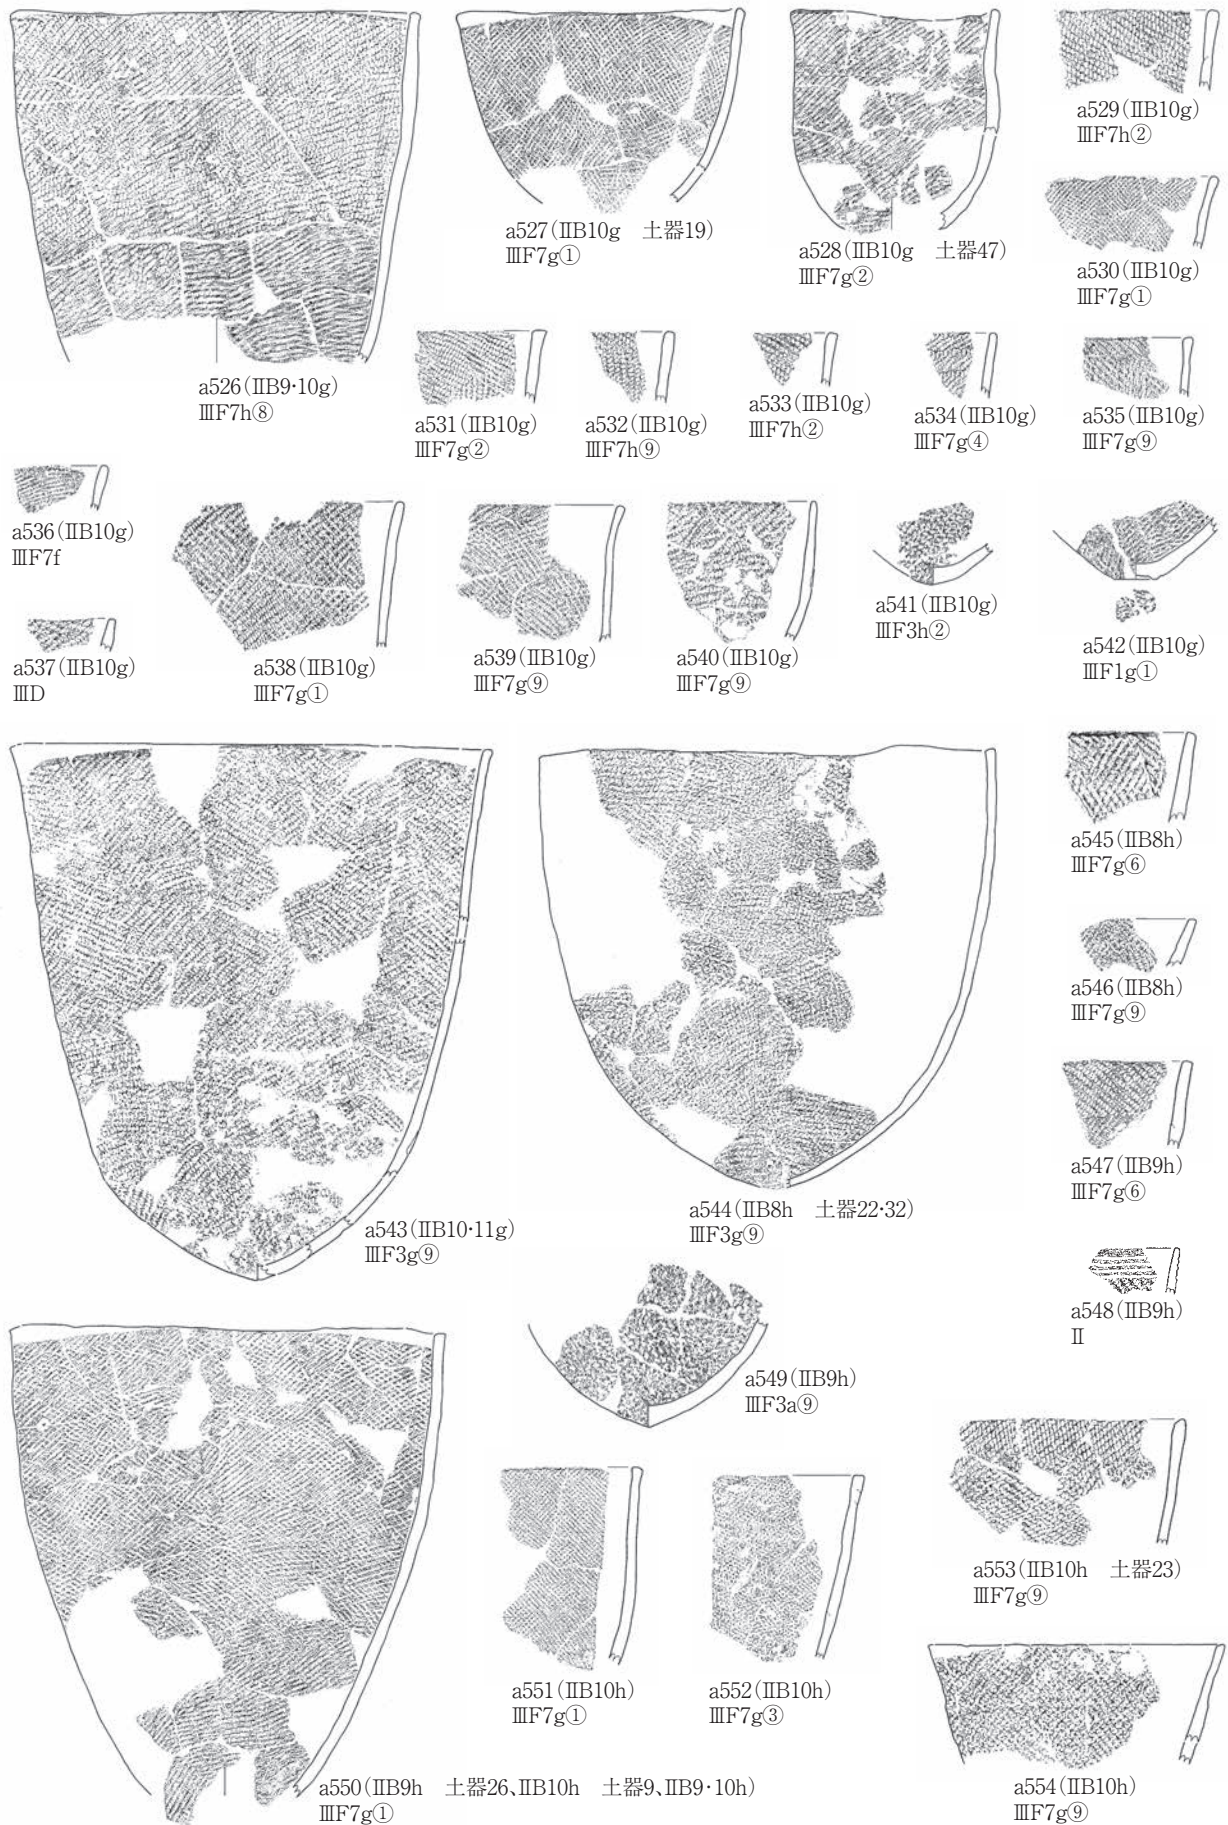 a526(ⅡB9・10g)
ⅢF7h⑧
a527(ⅡB10g　土器19)
ⅢF7g①
a528(ⅡB10g　土器47)
ⅢF7g②
a529(ⅡB10g)
ⅢF7h②
a530(ⅡB10g)
ⅢF7g①
a531(ⅡB10g)
ⅢF7g②
a532(ⅡB10g)
ⅢF7h⑨
a533(ⅡB10g)
ⅢF7h②
a534(ⅡB10g)
ⅢF7g④
a535(ⅡB10g)
ⅢF7g⑨
a536(ⅡB10g)
ⅢF7f
a537(ⅡB10g)
ⅢD
a538(ⅡB10g)
ⅢF7g①
a539(ⅡB10g)
ⅢF7g⑨
a540(ⅡB10g)
ⅢF7g⑨
a541(ⅡB10g)
ⅢF3h②
a542(ⅡB10g)
ⅢF1g①
a543(ⅡB10・11g)
ⅢF3g⑨
a544(ⅡB8h　土器22・32)
ⅢF3g⑨
a545(ⅡB8h)
ⅢF7g⑥
a546(ⅡB8h)
ⅢF7g⑨
a547(ⅡB9h)
ⅢF7g⑥
a548(ⅡB9h)
Ⅱ
a549(ⅡB9h)
ⅢF3a⑨
a550(ⅡB9h　土器26、ⅡB10h　土器9、ⅡB9・10h)
ⅢF7g①
a551(ⅡB10h)
ⅢF7g①
a552(ⅡB10h)
ⅢF7g③
a553(ⅡB10h　土器23)
ⅢF7g⑨
a554(ⅡB10h)
ⅢF7g⑨